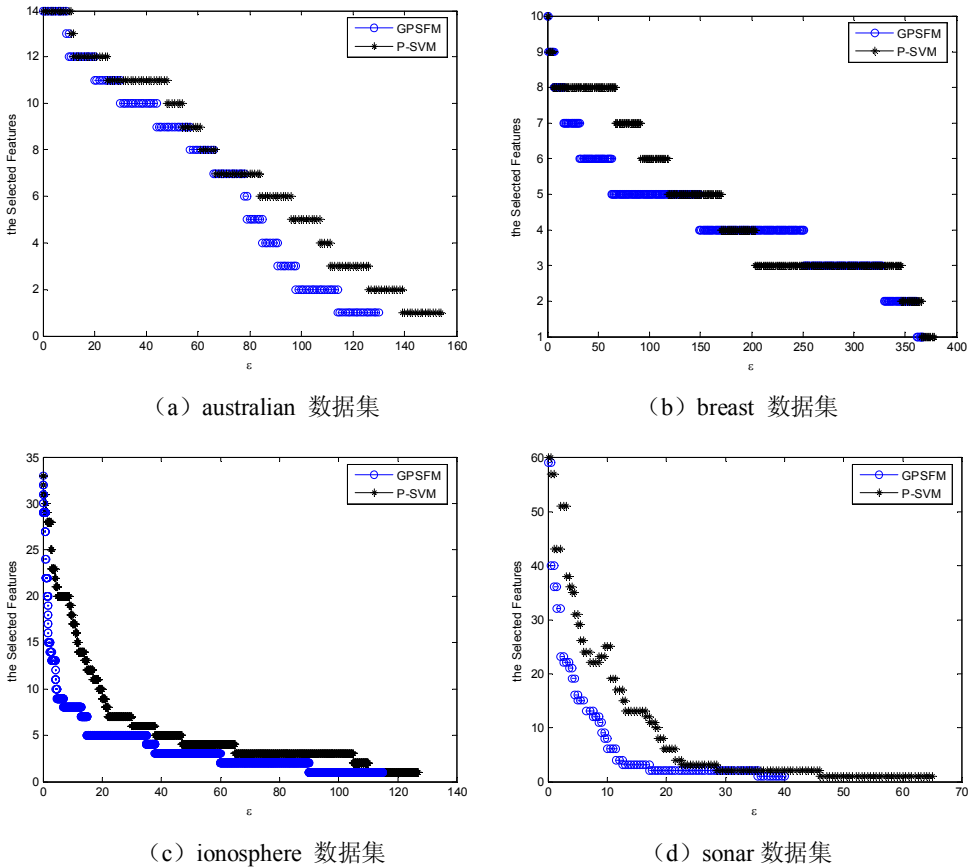 14
12
10
8
6
4
2
0
the Selected Features
0 20 40 60 80 100 120 140 160
ε
GPSFM
P-SVM
(a) australian 数据集
10
9
8
7
6
5
4
3
2
1
the Selected Features
0 50 100 150 200 250 300 350 400
ε
GPSFM
P-SVM
(b) breast 数据集
35
30
25
20
15
10
5
0
the Selected Features
0 20 40 60 80 100 120 140
ε
GPSFM
P-SVM
(c) ionosphere 数据集
60
50
40
30
20
10
0
the Selected Features
0 10 20 30 40 50 60 70
ε
GPSFM
P-SVM
(d) sonar 数据集